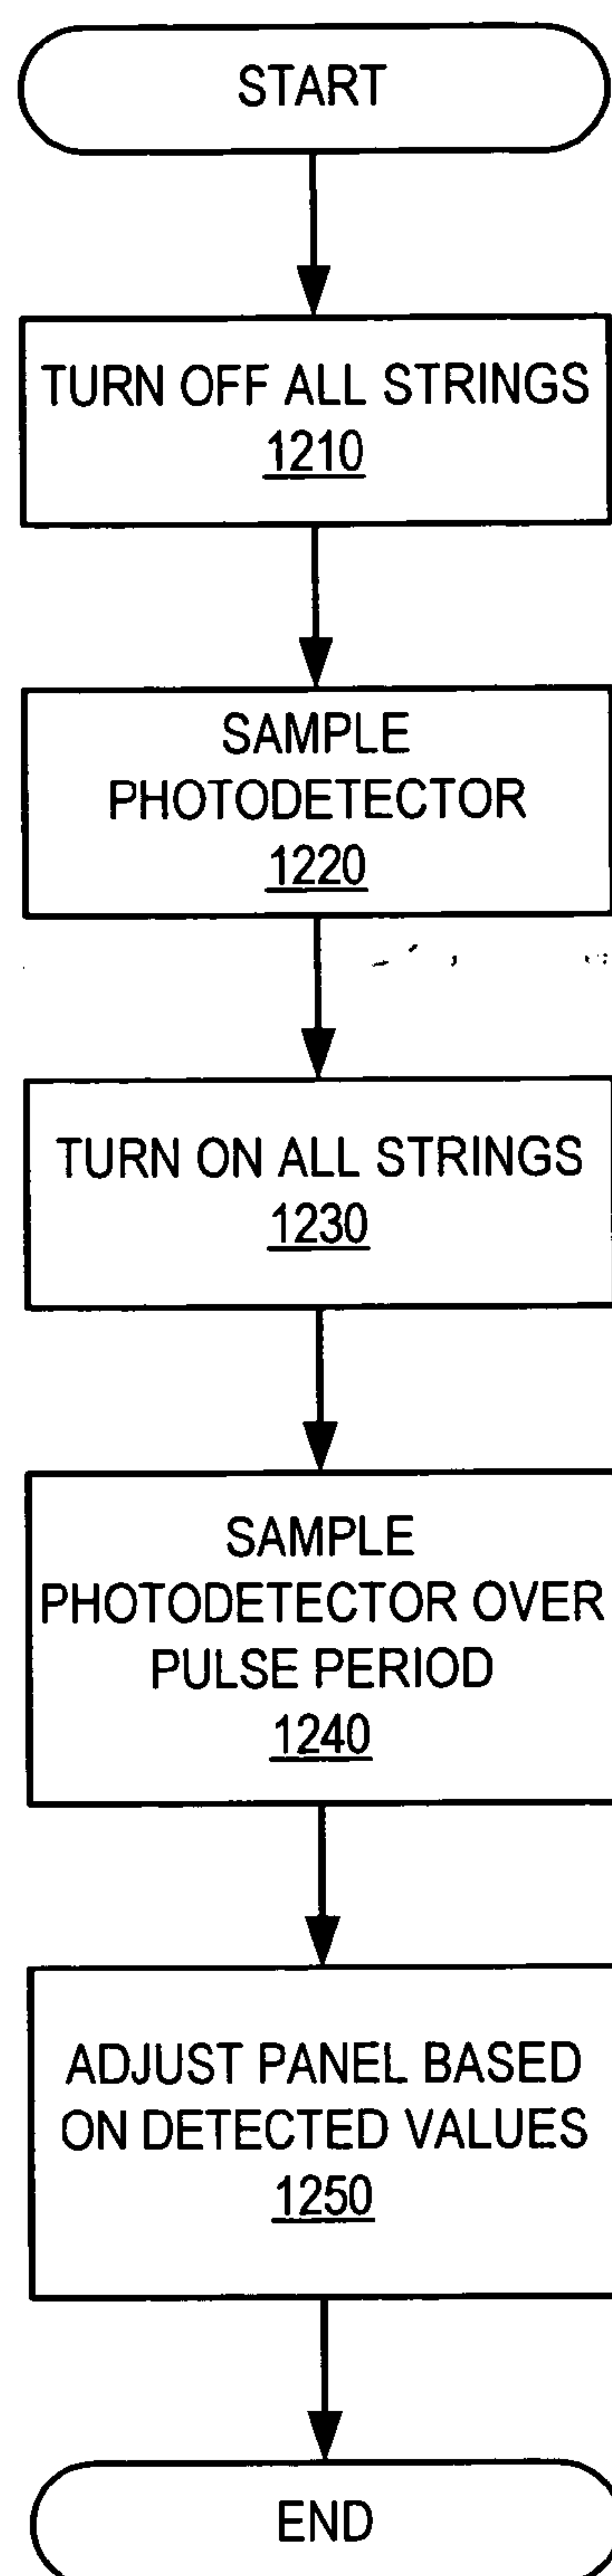 START
TURN OFF ALL STRINGS
1210
SAMPLE
PHOTODETECTOR
1220
TURN ON ALL STRINGS
1230
SAMPLE
PHOTODETECTOR OVER
PULSE PERIOD
1240
ADJUST PANEL BASED
ON DETECTED VALUES
1250
END